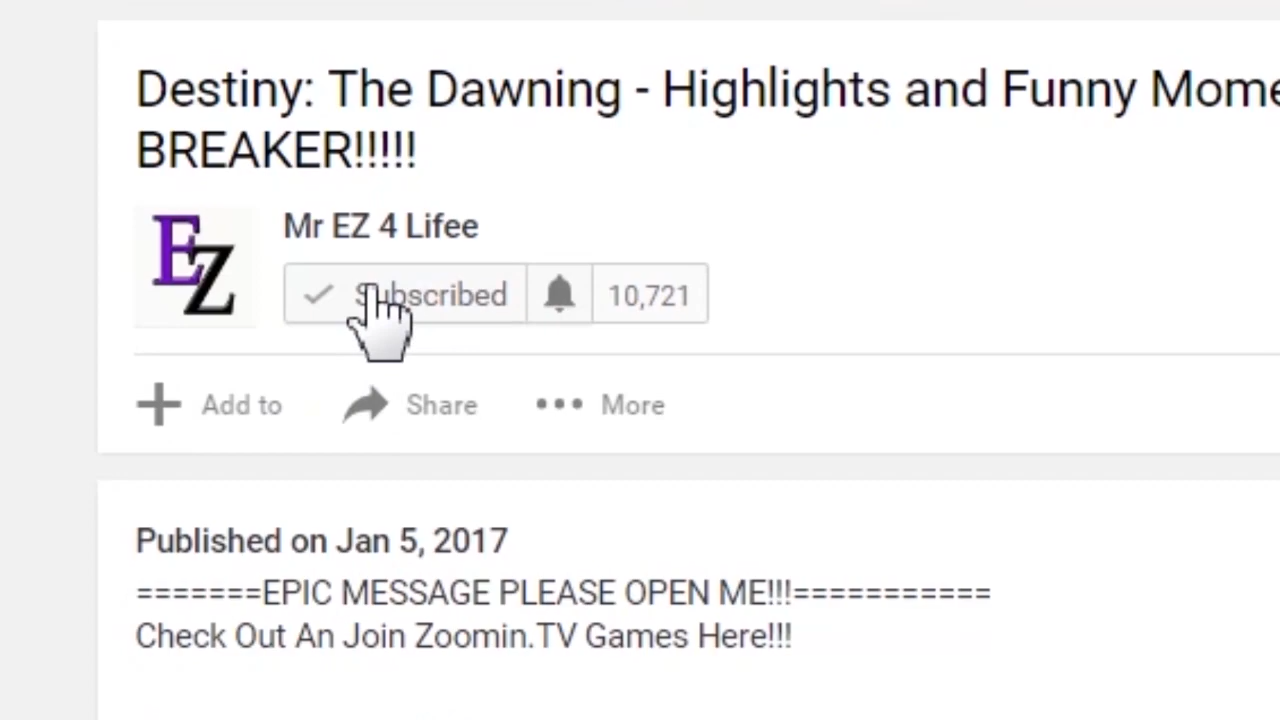 Destiny: The Dawning - Highlights and Funny
BREAKER!!!!!
EZ
Mr EZ 4 Lifee
Subscribed 10,721
Add to Share More
Published on Jan 5, 2017
=======EPIC MESSAGE PLEASE OPEN ME!!!===========
Check Out An Join Zoomin.TV Games Here!!!